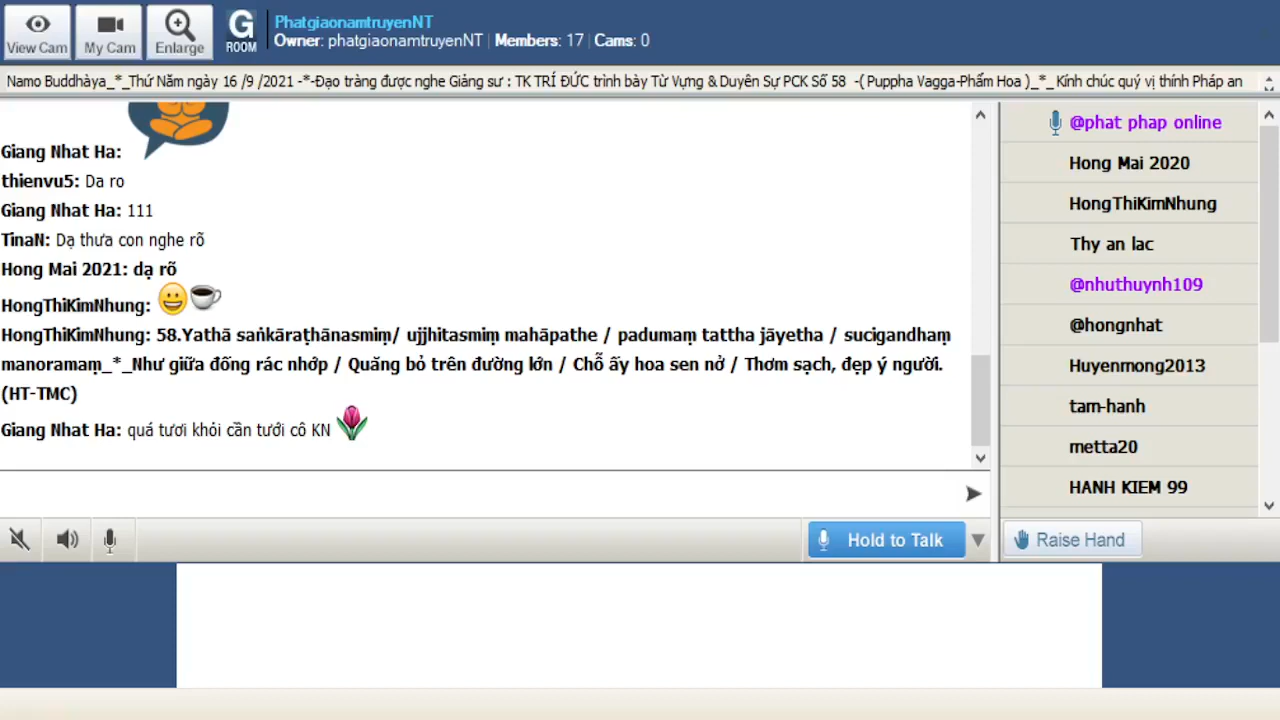 PhatgiaonamtruyenNT
Owner: phatgiaonamtruyenNT | Members: 17 | Cams: 0
View Cam
My Cam
Enlarge
G
ROOM
Namo Buddhàya_*_Thứ Năm ngày 16 /9 /2021 -*-Đạo tràng được nghe Giảng sư : TK TRÍ ĐỨC trình bày Từ Vựng & Duyên Sự PCK Số 58 -( Puppha Vagga-Phẩm Hoa )_*_ Kính chúc quý vị thính Pháp an
Giang Nhat Ha:
thienvu5: Da ro
Giang Nhat Ha: 111
TinaN: Dạ thưa con nghe rõ
Hong Mai 2021: dạ rõ
HongThiKimNhung:
HongThiKimNhung: 58.Yathā saṅkāraṭhānasmiṃ/ ujjhitasmiṃ mahāpathe / padumaṃ tattha jāyetha / sucigandhaṃ
manoramaṃ_*_Như giữa đống rác nhớp / Quăng bỏ trên đường lớn / Chỗ ấy hoa sen nở / Thơm sạch, đẹp ý người.
(HT-TMC)
Giang Nhat Ha: quá tươi khỏi cần tưới cô KN
@phat phap online
Hong Mai 2020
HongThiKimNhung
Thy an lac
@nhuthuynh109
@hongnhat
Huyenmong2013
tam-hanh
metta20
HANH KIEM 99
Hold to Talk
Raise Hand